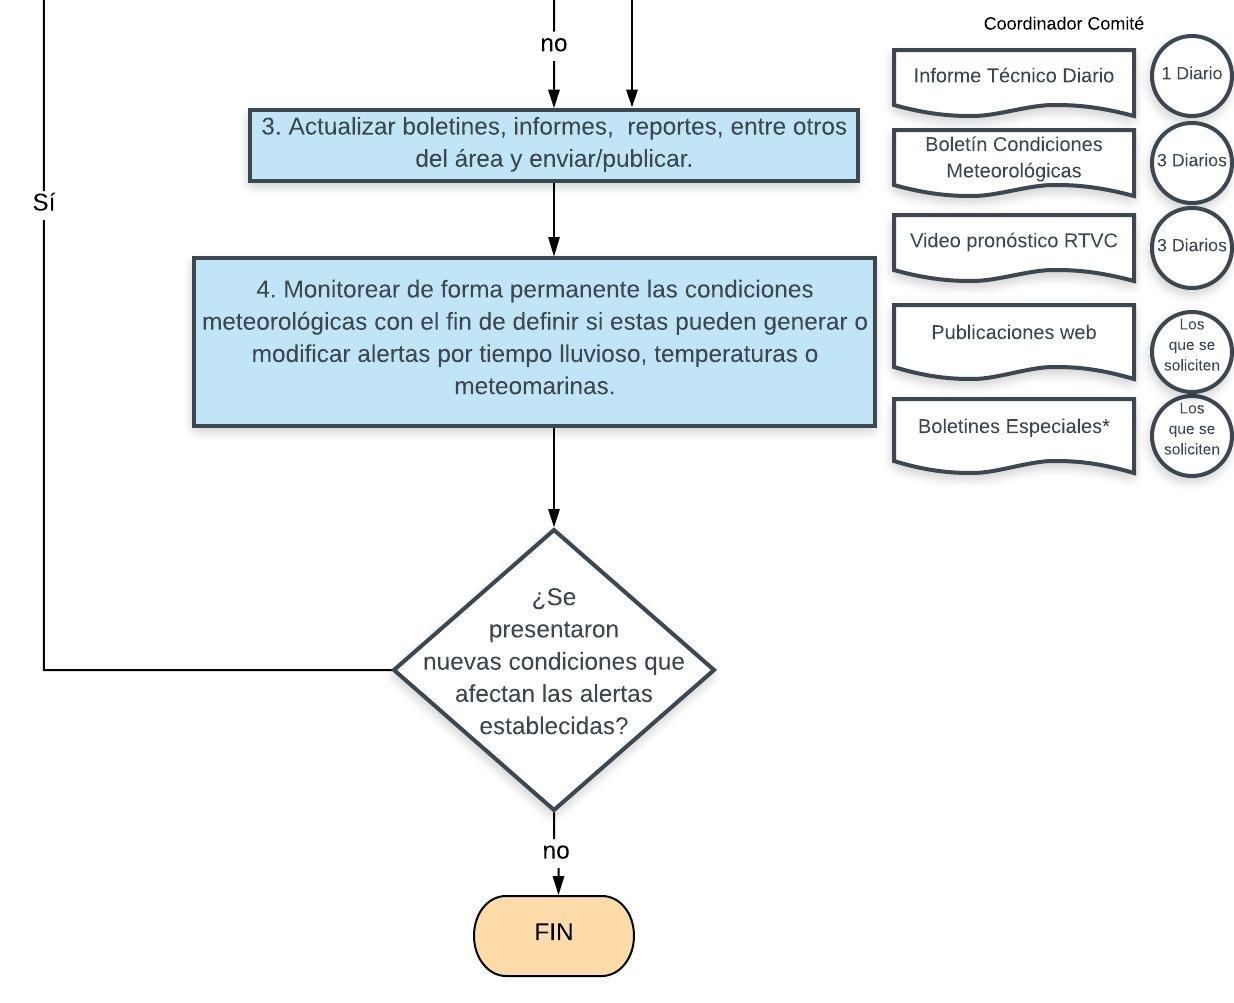 Coordinador Comité
no
Informe Técnico Diario
1 Diario
3. Actualizar boletines, informes,  reportes, entre otros
del área y enviar/publicar.
Boletín Condiciones
Meteorológicas
3 Diarios
Sí
Video pronóstico RTVC
3 Diarios
4. Monitorear de forma permanente las condiciones
meteorológicas con el fin de definir si estas pueden generar o
modificar alertas por tiempo lluvioso, temperaturas o
meteomarinas.
Publicaciones web
Los
que se
soliciten
Boletines Especiales*
Los
que se
soliciten
¿Se
presentaron
nuevas condiciones que
afectan las alertas
establecidas?
no
FIN